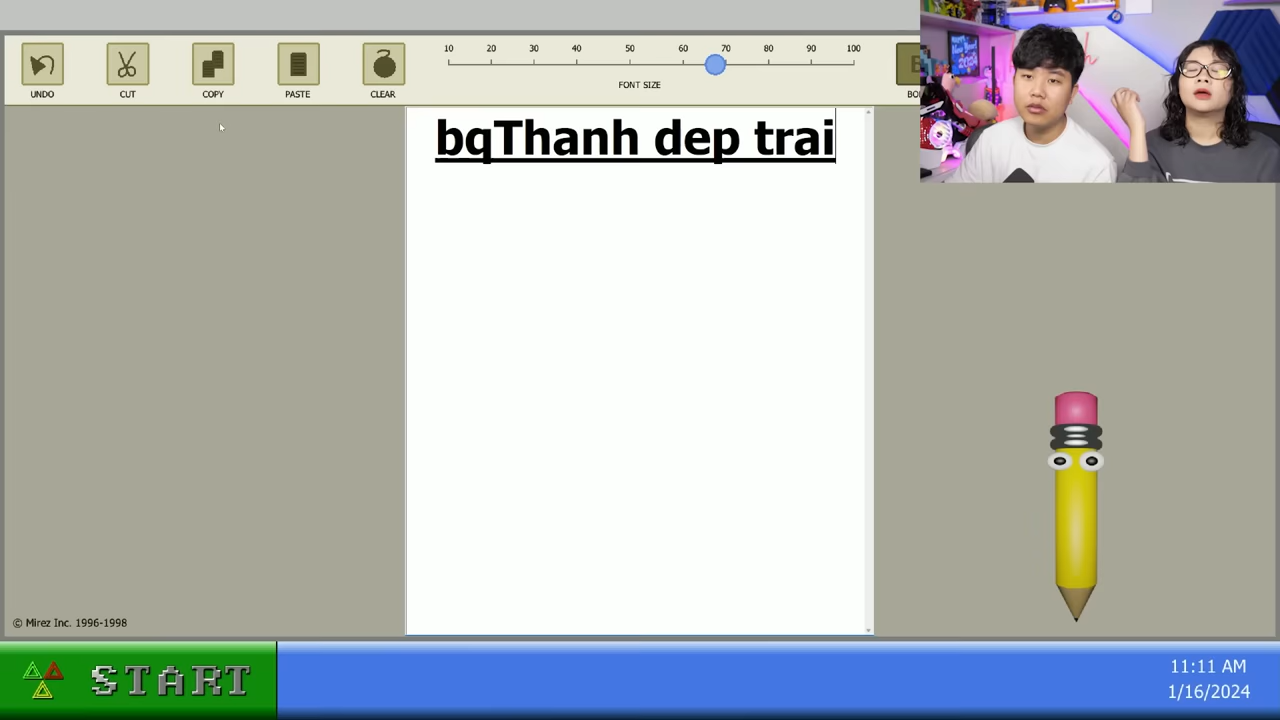 10 20 30 40 50 60 70 80 90 100
FONT SIZE
UNDO CUT COPY PASTE CLEAR
bqThanh dep trai
© Mirez Inc. 1996-1998
START
11:11 AM
1/16/2024